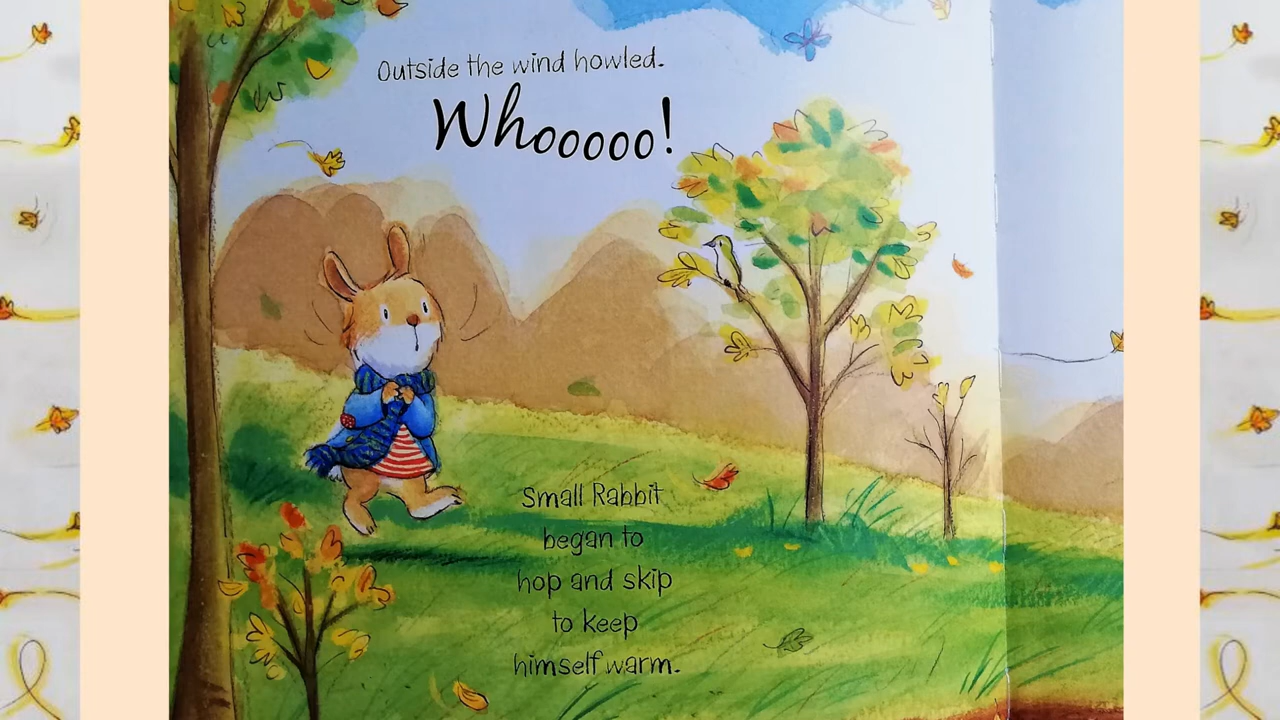 Outside the wind howled.
Whooooo!
Small Rabbit
began to
hop and skip
to keep
himself warm.